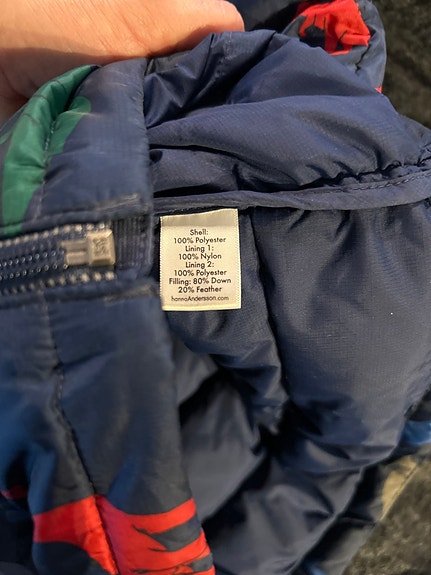 Shell:
100% Polyester
Lining 1:
100% Nylon
Lining 2:
100% Polyester
Filling: 80% Down
20% Feather
hannaAndersson.com